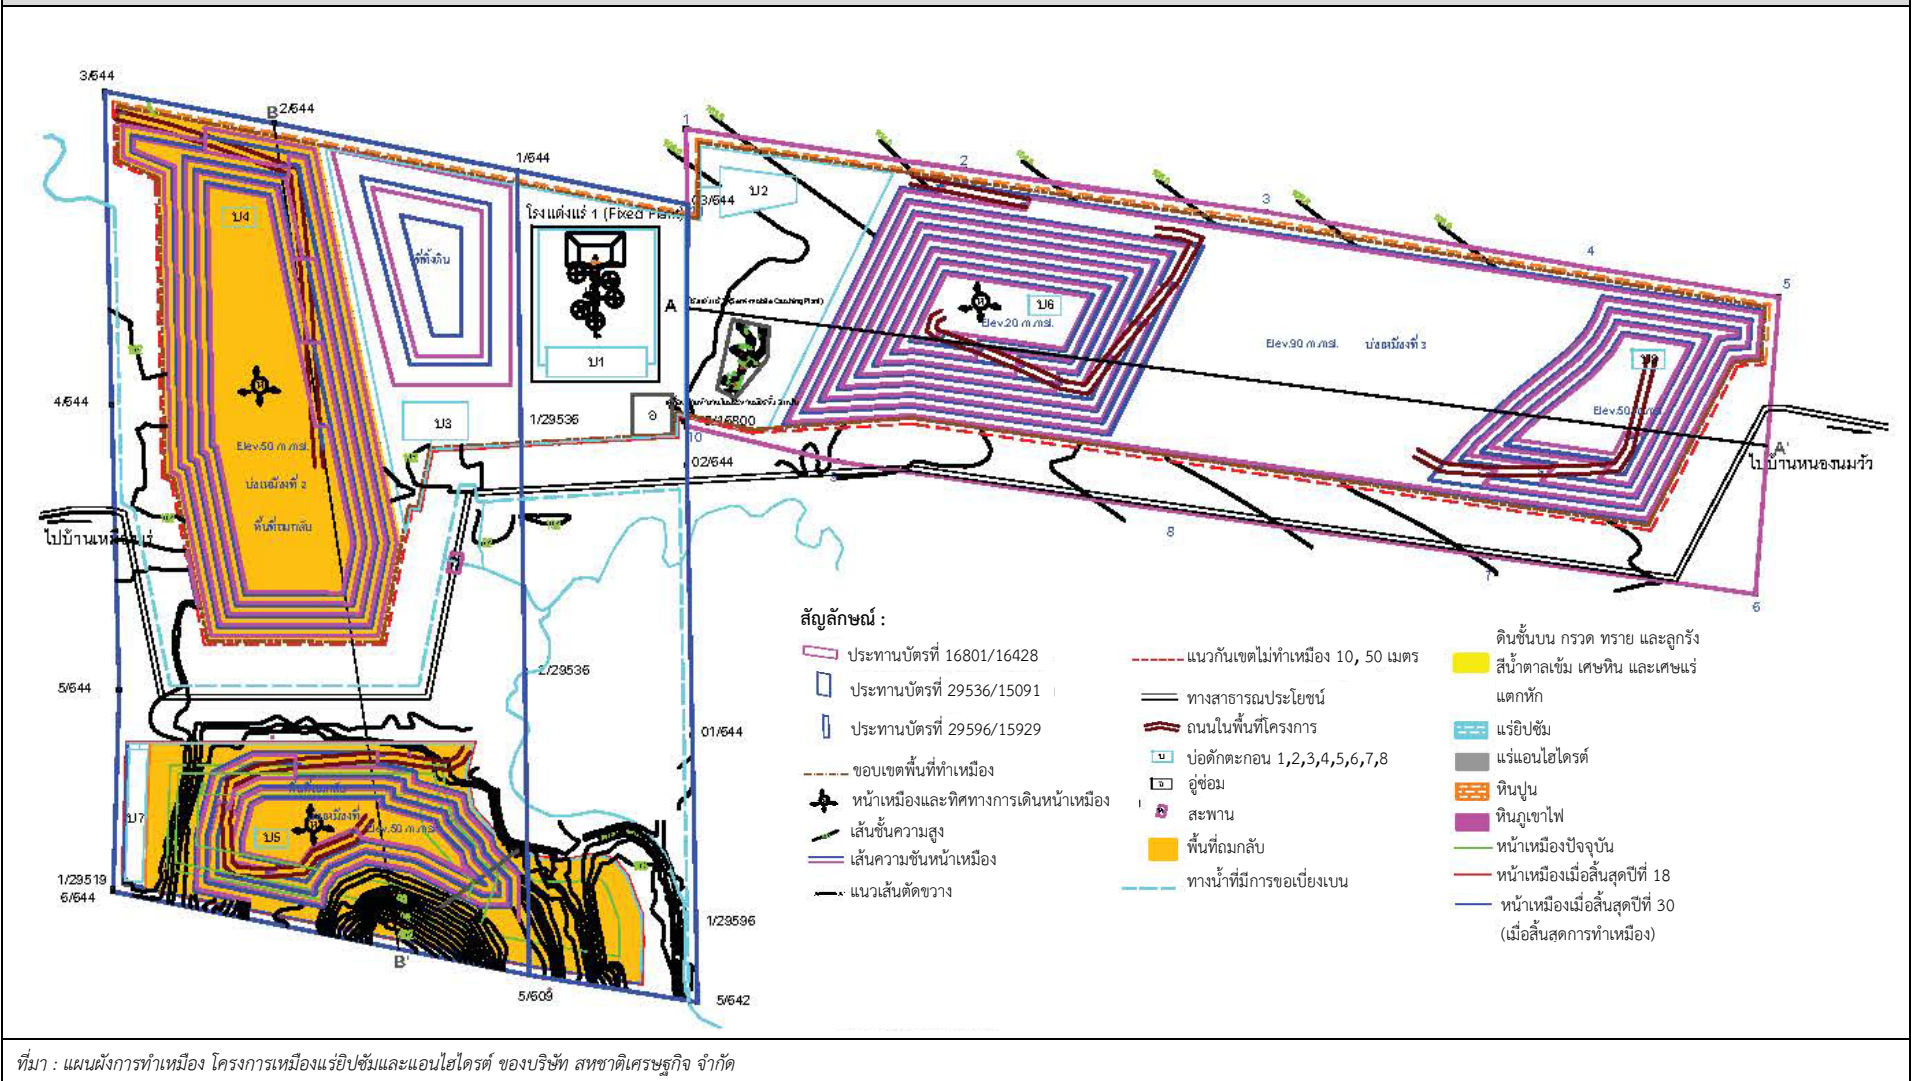 3/644
B
2/644
1/644
1
2
3
4
5
โรงแต่งแร่ 1 (Fixed Plant)
03/644
บ2
บ4
ที่ทิ้งดิน
A
บ1
บ6
Elev.20 m.msl.
Elev.90 m.msl.
บ่อเหมืองที่ 3
4/644
บ3
1/29536
อ
10
02/644
Elev.50 m.msl.
บ่อเหมืองที่ 2
พื้นที่ถมกลับ
A'
ไปบ้านหนองนมวัว
8
7
6
2/29536
5/644
01/644
บ7
บ5
Elev.50 m.msl.
1/29519
6/644
B'
1/29596
5/609
5/642
สัญลักษณ์ :
ประทานบัตรที่ 16801/16428
ประทานบัตรที่ 29536/15091
ประทานบัตรที่ 29596/15929
ขอบเขตพื้นที่ทำเหมือง
หน้าเหมืองและทิศทางการเดินหน้าเหมือง
เส้นชั้นความสูง
เส้นความชันหน้าเหมือง
แนวเส้นตัดขวาง
แนวกันเขตไม่ทำเหมือง 10, 50 เมตร
ทางสาธารณประโยชน์
ถนนในพื้นที่โครงการ
บ บ่อดักตะกอน 1,2,3,4,5,6,7,8
อู่ซ่อม
สะพาน
พื้นที่ถมกลับ
ทางน้ำที่มีการขอเบี่ยงเบน
ดินชั้นบน กรวด ทราย และลูกรัง
สีน้ำตาลเข้ม เศษหิน และเศษแร่
แตกหัก
แร่ยิปซัม
แร่แอนไฮไดรต์
หินปูน
หินภูเขาไฟ
หน้าเหมืองปัจจุบัน
หน้าเหมืองเมื่อสิ้นสุดปีที่ 18
หน้าเหมืองเมื่อสิ้นสุดปีที่ 30
(เมื่อสิ้นสุดการทำเหมือง)
ที่มา : แผนผังการทำเหมือง โครงการเหมืองแร่ยิปซัมและแอนไฮไดรต์ ของบริษัท สหชาติเศรษฐกิจ จำกัด